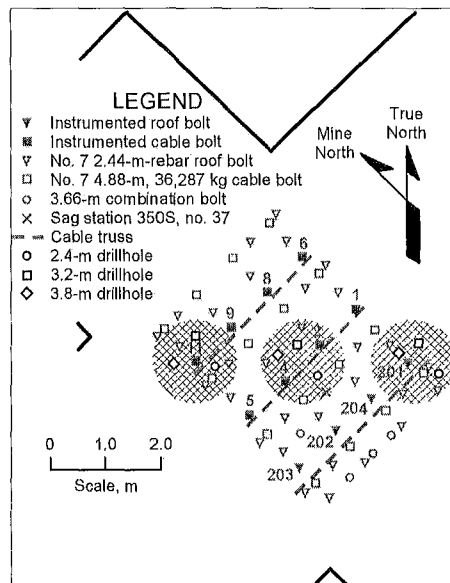 LEGEND
Instrumented roof bolt
Instrumented cable bolt
No. 7 2.44-m-rebar roof bolt
No. 7 4.88-m, 36,287 kg cable bolt
3.66-m combination bolt
Sag station 350S, no. 37
Cable truss
2.4-m drillhole
3.2-m drillhole
3.8-m drillhole
True
North
Mine
North
6
8
1
9
4
201
204
5
202
203
0 1.0 2.0
Scale, m